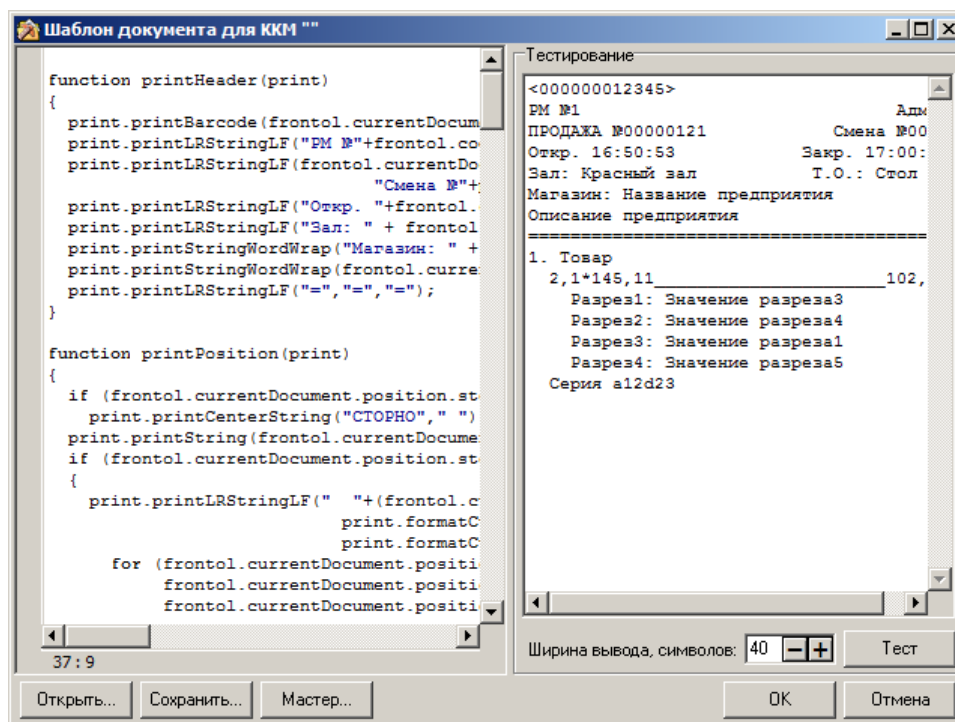 Шаблон документа для ККМ ""
function printHeader(print)
{
print.printBarcode(frontol.currentDocum
print.printLRStringLF("РМ №"+frontol.co
print.printLRStringLF(frontol.currentDo
"Смена №"+
print.printLRStringLF("Откр. "+frontol.
print.printLRStringLF("Зал: " + frontol
print.printStringWordWrap("Магазин: " +
print.printStringWordWrap(frontol.curre
print.printLRStringLF("=","=","=");
}
function printPosition(print)
{
if (frontol.currentDocument.position.st
print.printCenterString("СТОРНО"," ")
print.printString(frontol.currentDocume
if (frontol.currentDocument.position.st
{
print.printLRStringLF("  "+(frontol.c
print.formatC
print.formatC
for (frontol.currentDocument.positi
frontol.currentDocument.positi
frontol.currentDocument.positi
37:9
Тестирование
<000000012345>
РМ №1 Адм
ПРОДАЖА №00000121 Смена №00
Откр. 16:50:53 Закр. 17:00:
Зал: Красный зал Т.О.: Стол
Магазин: Название предприятия
Описание предприятия
======================================
1. Товар
2,1*145,11______________________102,
Разрез1: Значение разреза3
Разрез2: Значение разреза4
Разрез3: Значение разреза1
Разрез4: Значение разреза5
Серия a12d23
Ширина вывода, символов: 40 Тест
Открыть... Сохранить... Мастер... OK Отмена